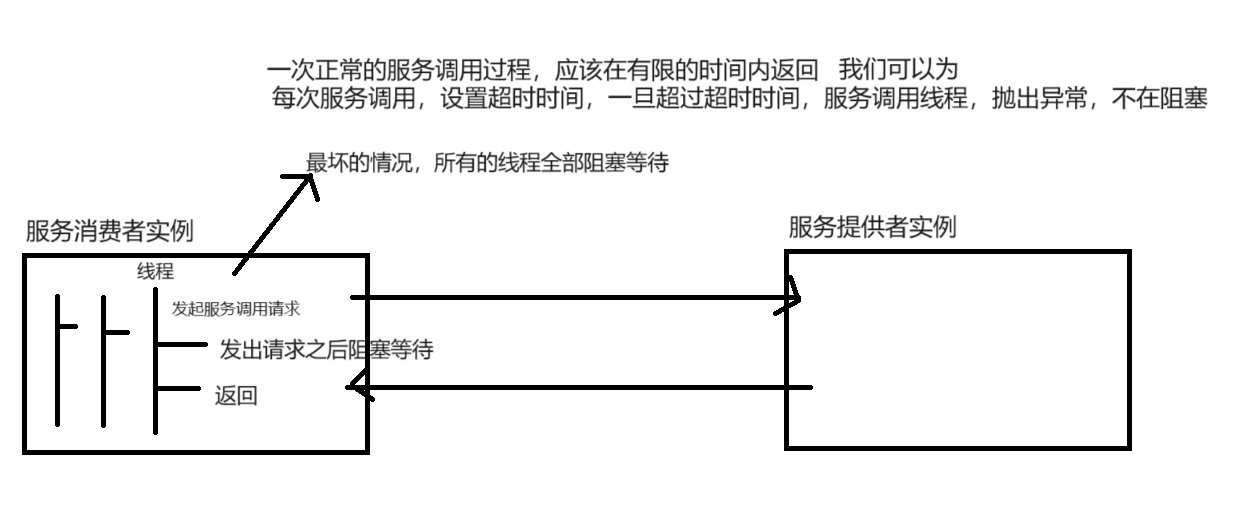 一次正常的服务调用过程，应该在有限的时间内返回 我们可以为
每次服务调用，设置超时时间，一旦超过超时时间，服务调用线程，抛出异常，不在阻塞
最坏的情况，所有的线程全部阻塞等待
服务消费者实例
服务提供者实例
线程
发起服务调用请求
发出请求之后阻塞等待
返回